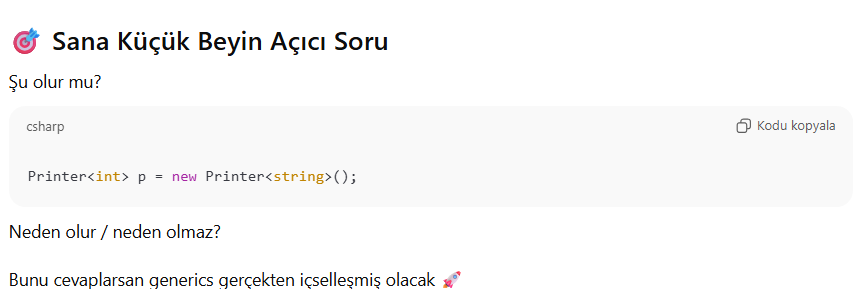 🎯 Sana Küçük Beyin Açıcı Soru
Şu olur mu?
csharp
Kodu kopyala
Printer<int> p = new Printer<string>();
Neden olur / neden olmaz?
Bunu cevaplarsan generics gerçekten içselleşmiş olacak 🚀